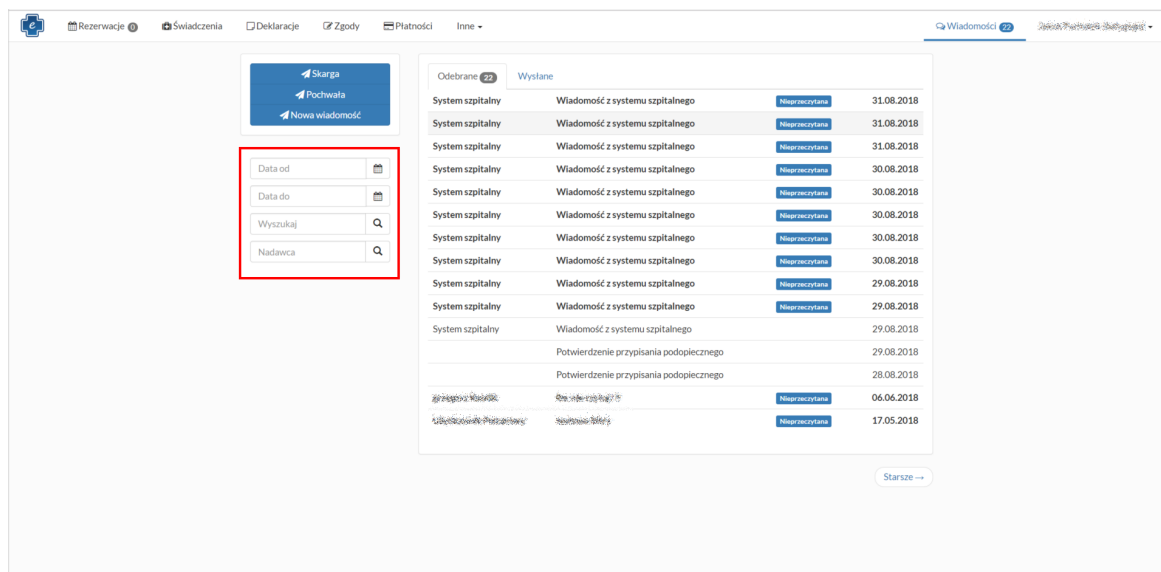 e Rezerwacje 0 Świadczenia Deklaracje Zgody Płatności Inne Wiadomości 22
Skarga
Pochwała
Nowa wiadomość
Data od
Data do
Wyszukaj
Nadawca
Odebrane 22 Wysłane
System szpitalny Wiadomość z systemu szpitalnego Nieprzeczytana 31.08.2018
System szpitalny Wiadomość z systemu szpitalnego Nieprzeczytana 31.08.2018
System szpitalny Wiadomość z systemu szpitalnego Nieprzeczytana 31.08.2018
System szpitalny Wiadomość z systemu szpitalnego Nieprzeczytana 30.08.2018
System szpitalny Wiadomość z systemu szpitalnego Nieprzeczytana 30.08.2018
System szpitalny Wiadomość z systemu szpitalnego Nieprzeczytana 30.08.2018
System szpitalny Wiadomość z systemu szpitalnego Nieprzeczytana 30.08.2018
System szpitalny Wiadomość z systemu szpitalnego Nieprzeczytana 30.08.2018
System szpitalny Wiadomość z systemu szpitalnego Nieprzeczytana 29.08.2018
System szpitalny Wiadomość z systemu szpitalnego Nieprzeczytana 29.08.2018
System szpitalny Wiadomość z systemu szpitalnego 29.08.2018
Potwierdzenie przypisania podopiecznego 29.08.2018
Potwierdzenie przypisania podopiecznego 28.08.2018
Nieprzeczytana 06.06.2018
Nieprzeczytana 17.05.2018
Starsze →